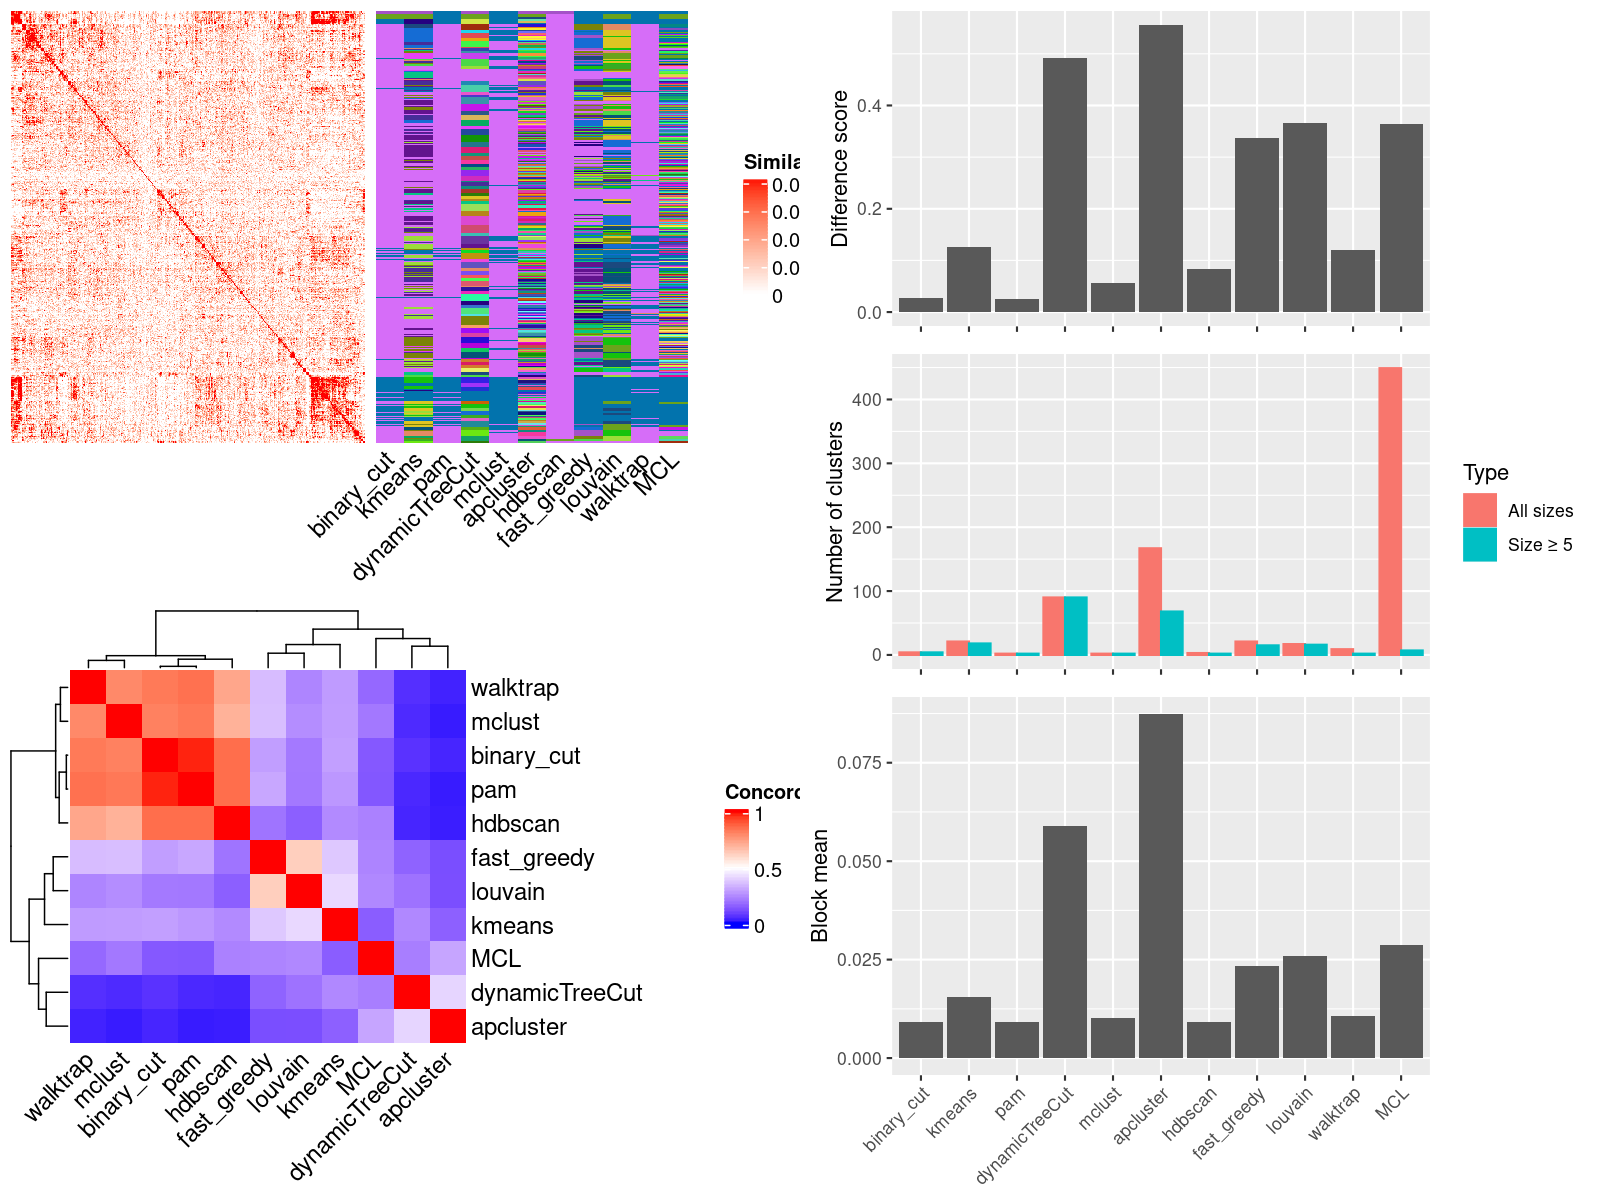 Simila
0.0
0.0
0.0
0.0
0
binary_cut
kmeans
pam
dynamicTreeCut
mclust
apcluster
hdbscan
fast_greedy
louvain
walktrap
MCL
walktrap
mclust
binary_cut
pam
hdbscan
fast_greedy
louvain
kmeans
MCL
dynamicTreeCut
apcluster
walktrap
mclust
binary_cut
pam
hdbscan
fast_greedy
louvain
kmeans
MCL
dynamicTreeCut
apcluster
Concord
1
0.5
0
Difference score
0.4
0.2
0.0
Number of clusters
400
300
200
100
0
Type
All sizes
Size ≥ 5
Block mean
0.075
0.050
0.025
0.000
binary_cut
kmeans
pam
dynamicTreeCut
mclust
apcluster
hdbscan
fast_greedy
louvain
walktrap
MCL